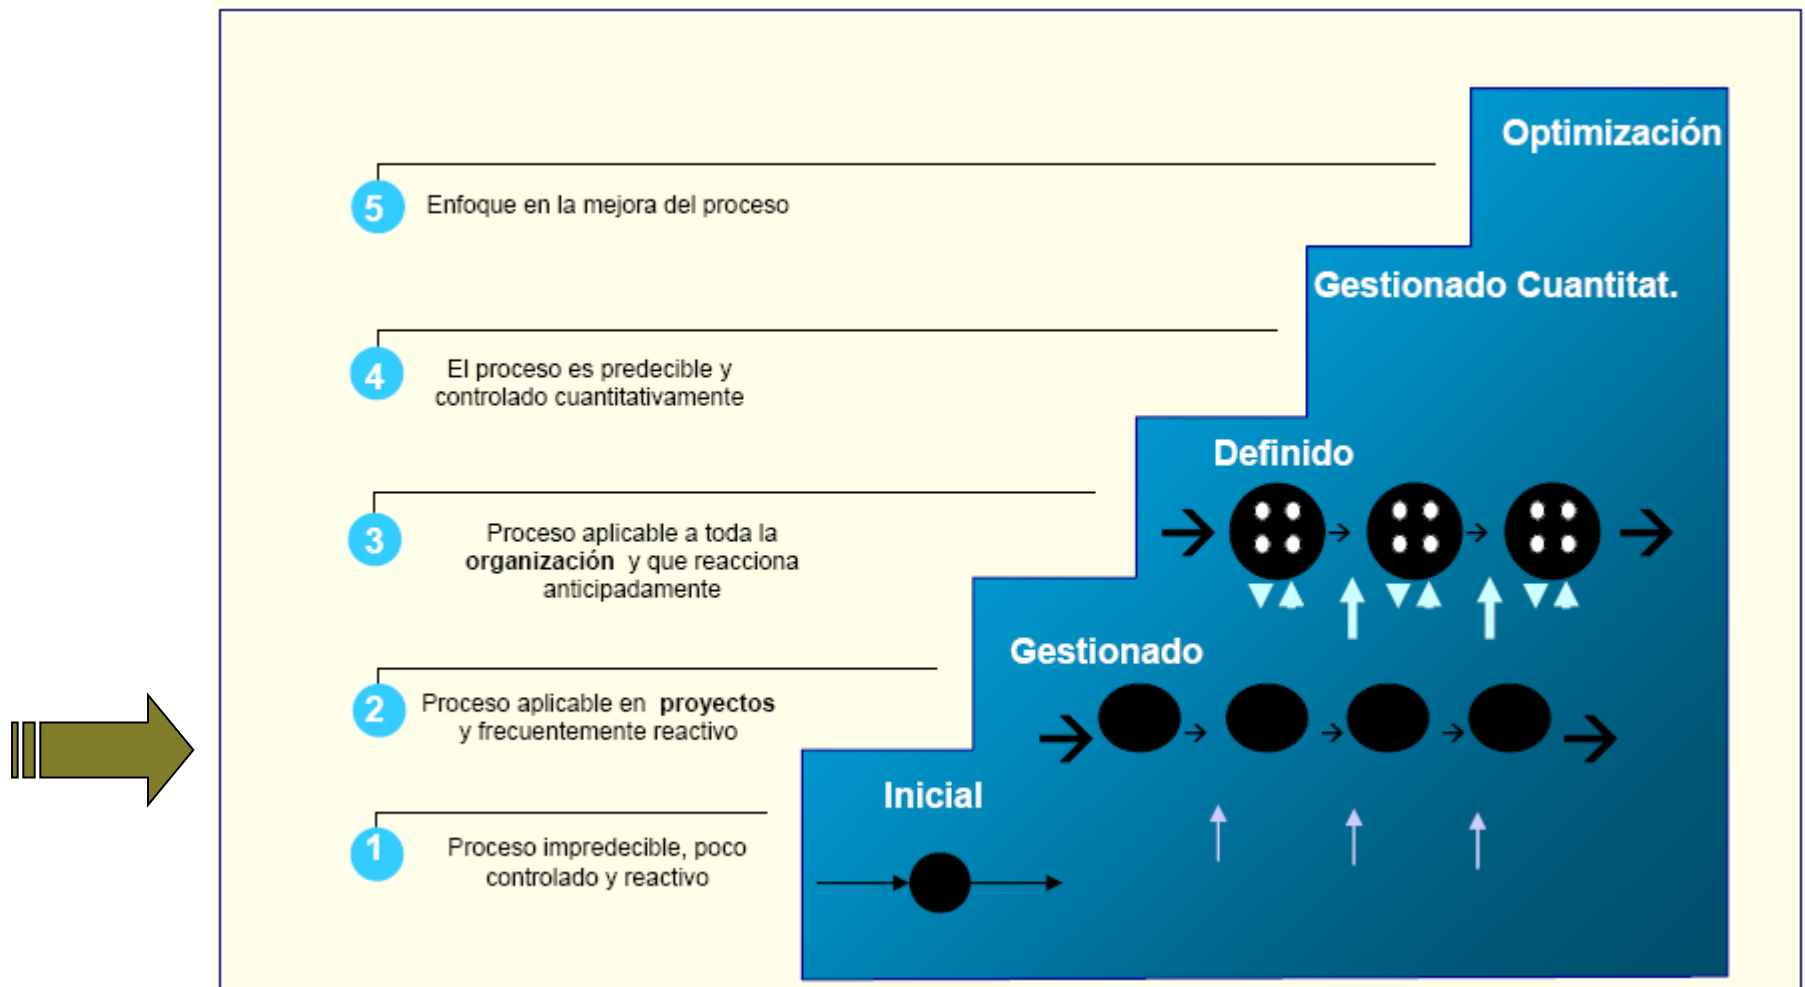 Optimización
5
Enfoque en la mejora del proceso
Gestionado Cuantitat.
4
El proceso es predecible y
controlado cuantitativamente
Definido
3
Proceso aplicable a toda la
organización y que reacciona
anticipadamente
Gestionado
2
Proceso aplicable en proyectos
y frecuentemente reactivo
Inicial
1
Proceso impredecible, poco
controlado y reactivo